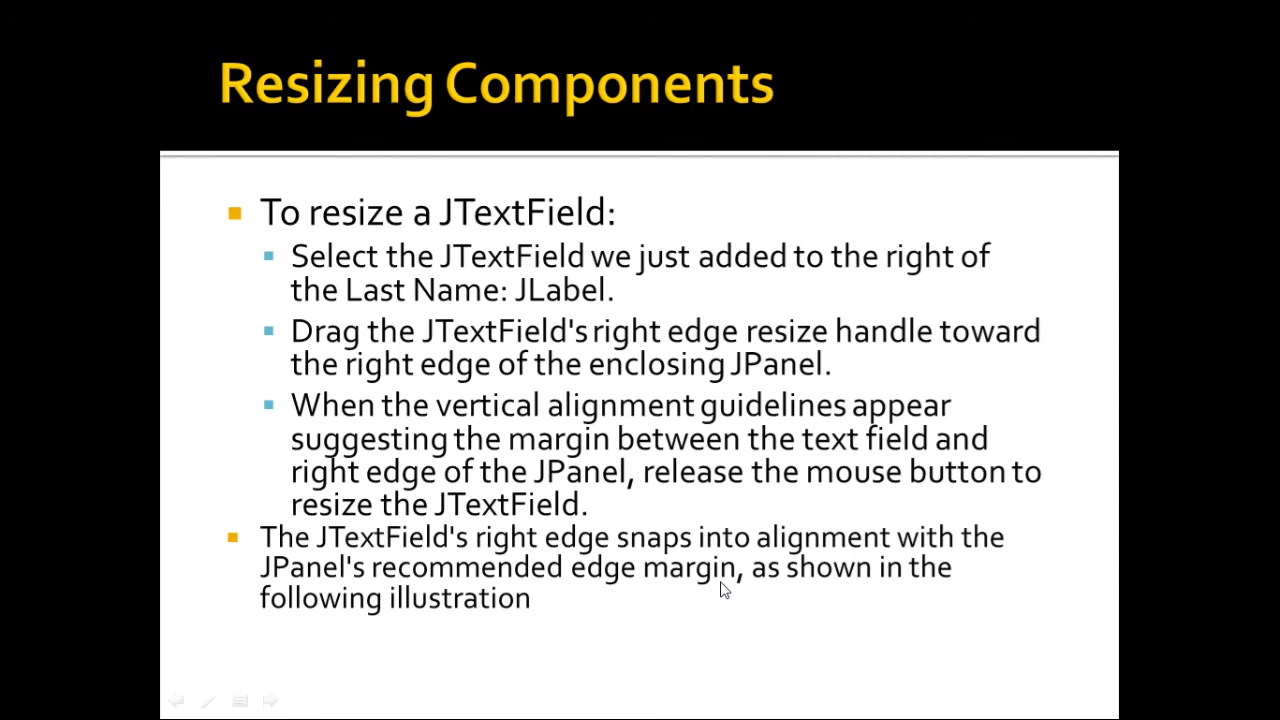 Resizing Components
To resize a JTextField:
Select the JTextField we just added to the right of
the Last Name: JLabel.
Drag the JTextField's right edge resize handle toward
the right edge of the enclosing JPanel.
When the vertical alignment guidelines appear
suggesting the margin between the text field and
right edge of the JPanel, release the mouse button to
resize the JTextField.
The JTextField's right edge snaps into alignment with the
JPanel's recommended edge margin, as shown in the
following illustration